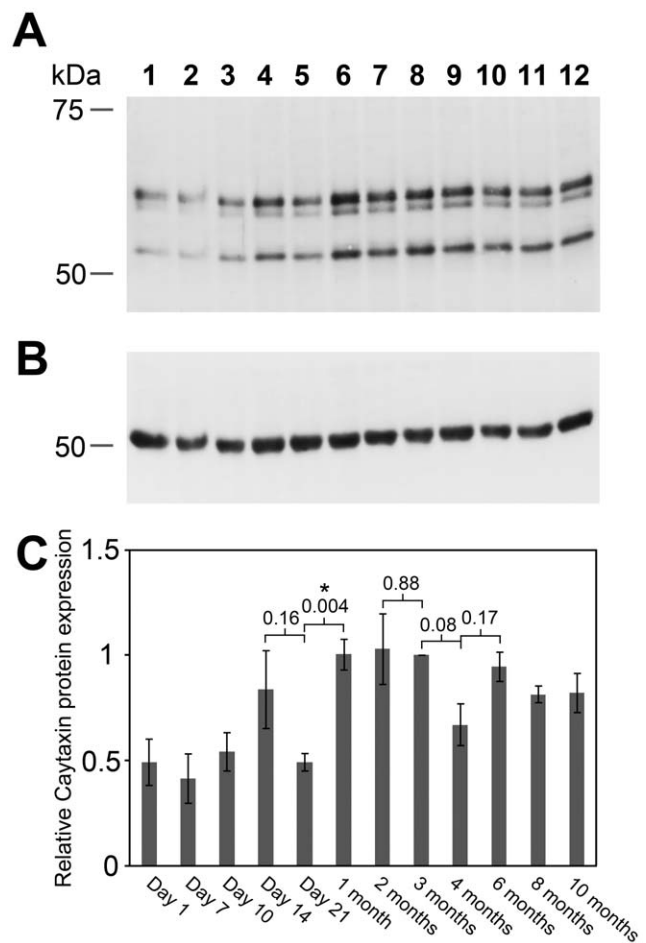 A
kDa 1 2 3 4 5 6 7 8 9 10 11 12
75
50
B
50
C
Relative Caytaxin protein expression
1.5
1
0.5
0
0.16
*
0.004
0.88
0.08
0.17
Day 1
Day 7
Day 10
Day 14
Day 21
1 month
2 months
3 months
4 months
6 months
8 months
10 months